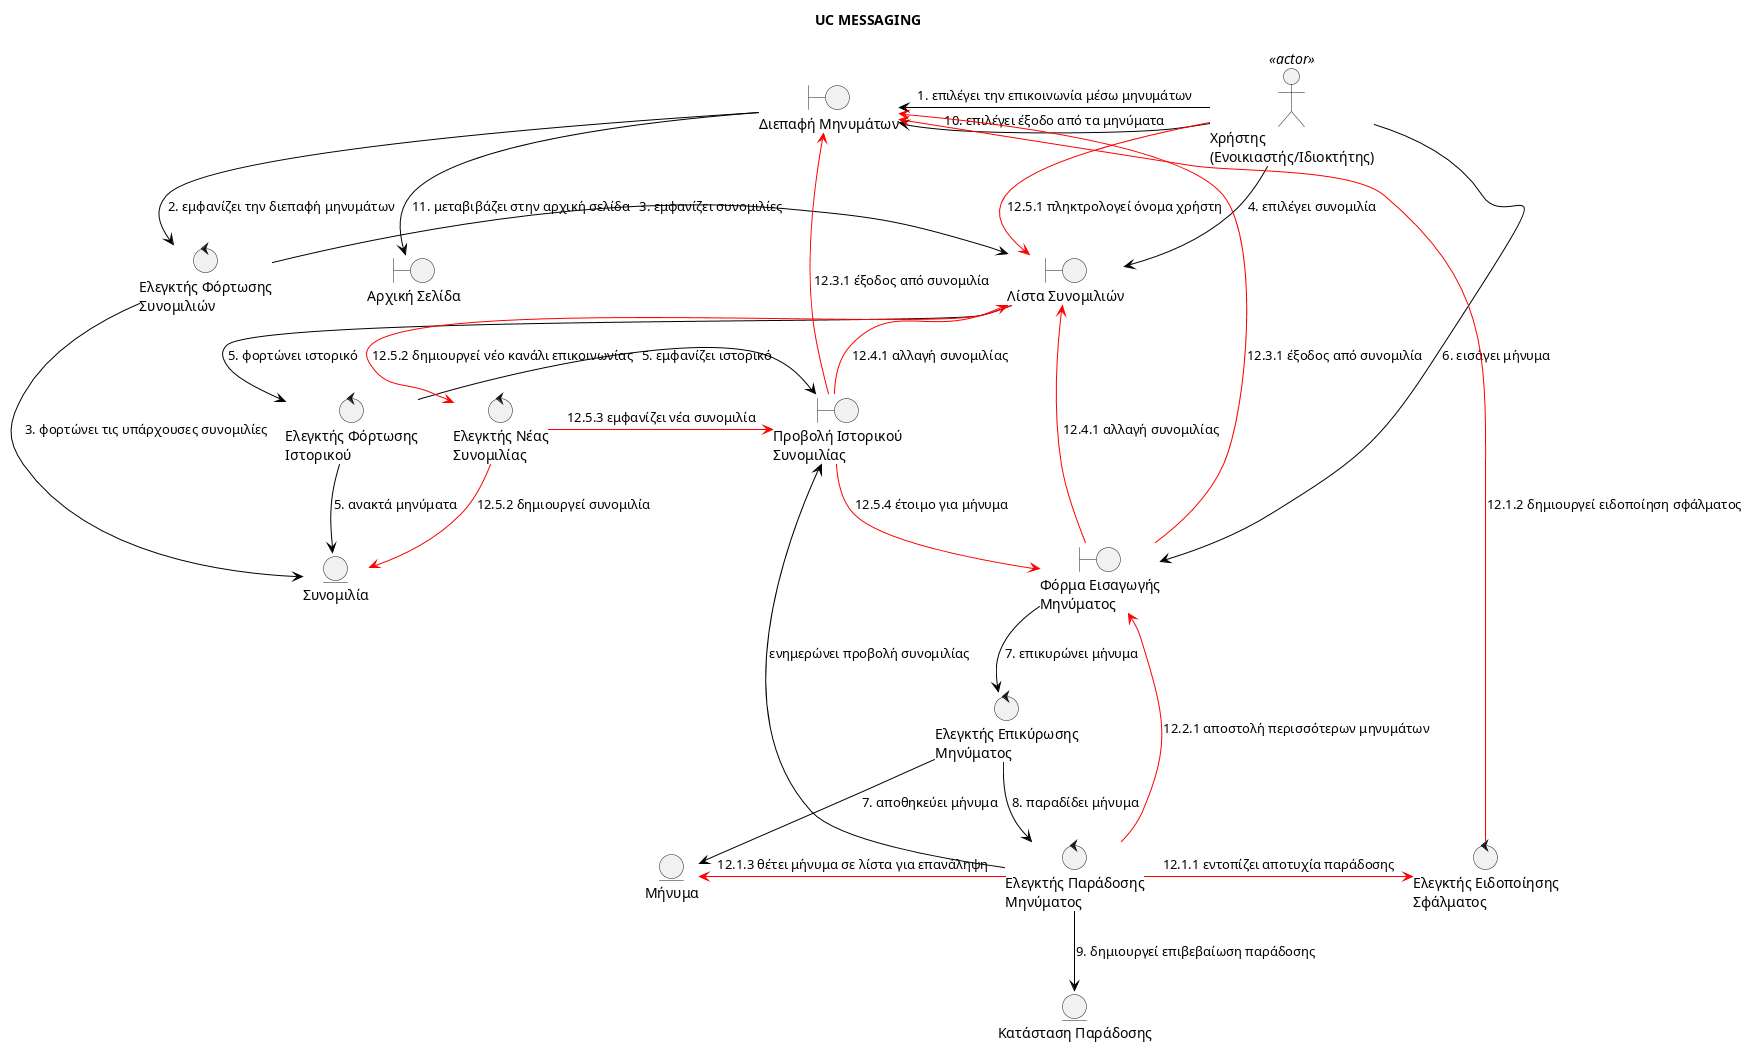 UC MESSAGING
«actor»
1. επιλέγει την επικοινωνία μέσω μηνυμάτων
Διεπαφή Μηνυμάτων
10. επιλέγει έξοδο από τα μηνύματα
Χρήστης
(Ενοικιαστής/Ιδιοκτήτης)
2. εμφανίζει την διεπαφή μηνυμάτων
11. μεταβιβάζει στην αρχική σελίδα
3. εμφανίζει συνομιλίες
12.5.1 πληκτρολογεί όνομα χρήστη
4. επιλέγει συνομιλία
Ελεγκτής Φόρτωσης
Συνομιλιών
Αρχική Σελίδα
12.3.1 έξοδος από συνομιλία
Λίστα Συνομιλιών
5. φορτώνει ιστορικό
12.5.2 δημιουργεί νέο κανάλι επικοινωνίας
5. εμφανίζει ιστορικό
12.4.1 αλλαγή συνομιλίας
12.3.1 έξοδος από συνομιλία
6. εισάγει μήνυμα
3. φορτώνει τις υπάρχουσες συνομιλίες
Ελεγκτής Φόρτωσης
Ιστορικού
Ελεγκτής Νέας
Συνομιλίας
12.5.3 εμφανίζει νέα συνομιλία
Προβολή Ιστορικού
Συνομιλίας
12.4.1 αλλαγή συνομιλίας
5. ανακτά μηνύματα
12.5.2 δημιουργεί συνομιλία
12.5.4 έτοιμο για μήνυμα
12.1.2 δημιουργεί ειδοποίηση σφάλματος
Συνομιλία
Φόρμα Εισαγωγής
Μηνύματος
ενημερώνει προβολή συνομιλίας
7. επικυρώνει μήνυμα
Ελεγκτής Επικύρωσης
Μηνύματος
12.2.1 αποστολή περισσότερων μηνυμάτων
7. αποθηκεύει μήνυμα
8. παραδίδει μήνυμα
Μήνυμα
12.1.3 θέτει μήνυμα σε λίστα για επανάληψη
Ελεγκτής Παράδοσης
Μηνύματος
12.1.1 εντοπίζει αποτυχία παράδοσης
Ελεγκτής Ειδοποίησης
Σφάλματος
9. δημιουργεί επιβεβαίωση παράδοσης
Κατάσταση Παράδοσης